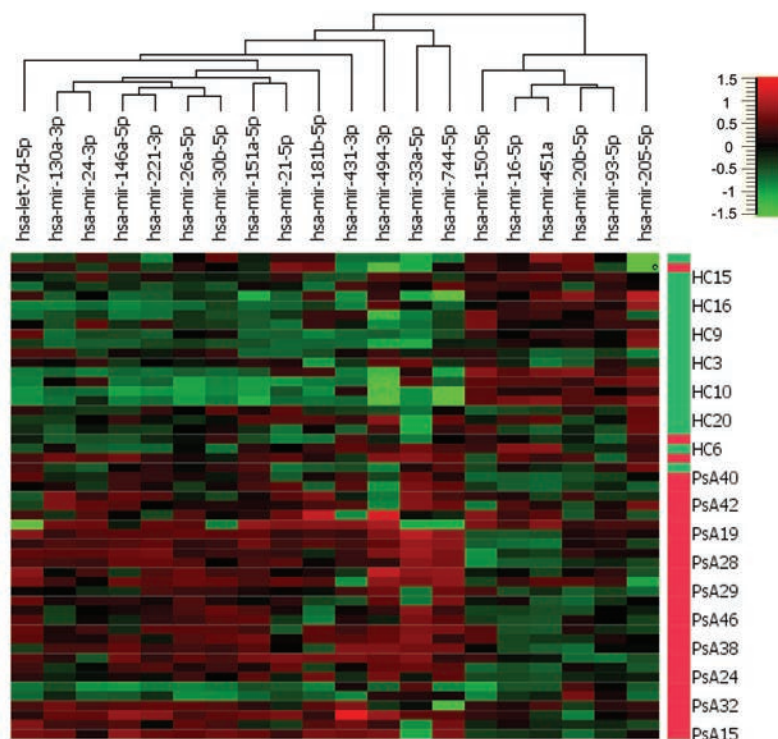 1.5
1
0.5
0
-0.5
-1
-1.5
hsa-let-7d-5p
hsa-mir-130a-3p
hsa-mir-24-3p
hsa-mir-146a-5p
hsa-mir-221-3p
hsa-mir-26a-5p
hsa-mir-30b-5p
hsa-mir-151a-5p
hsa-mir-21-5p
hsa-mir-181b-5p
hsa-mir-431-3p
hsa-mir-494-3p
hsa-mir-33a-5p
hsa-mir-744-5p
hsa-mir-150-5p
hsa-mir-16-5p
hsa-mir-451a
hsa-mir-20b-5p
hsa-mir-93-5p
hsa-mir-205-5p
HC15
HC16
HC9
HC3
HC10
HC20
HC6
PsA40
PsA42
PsA19
PsA28
PsA29
PsA46
PsA38
PsA24
PsA32
PsA15